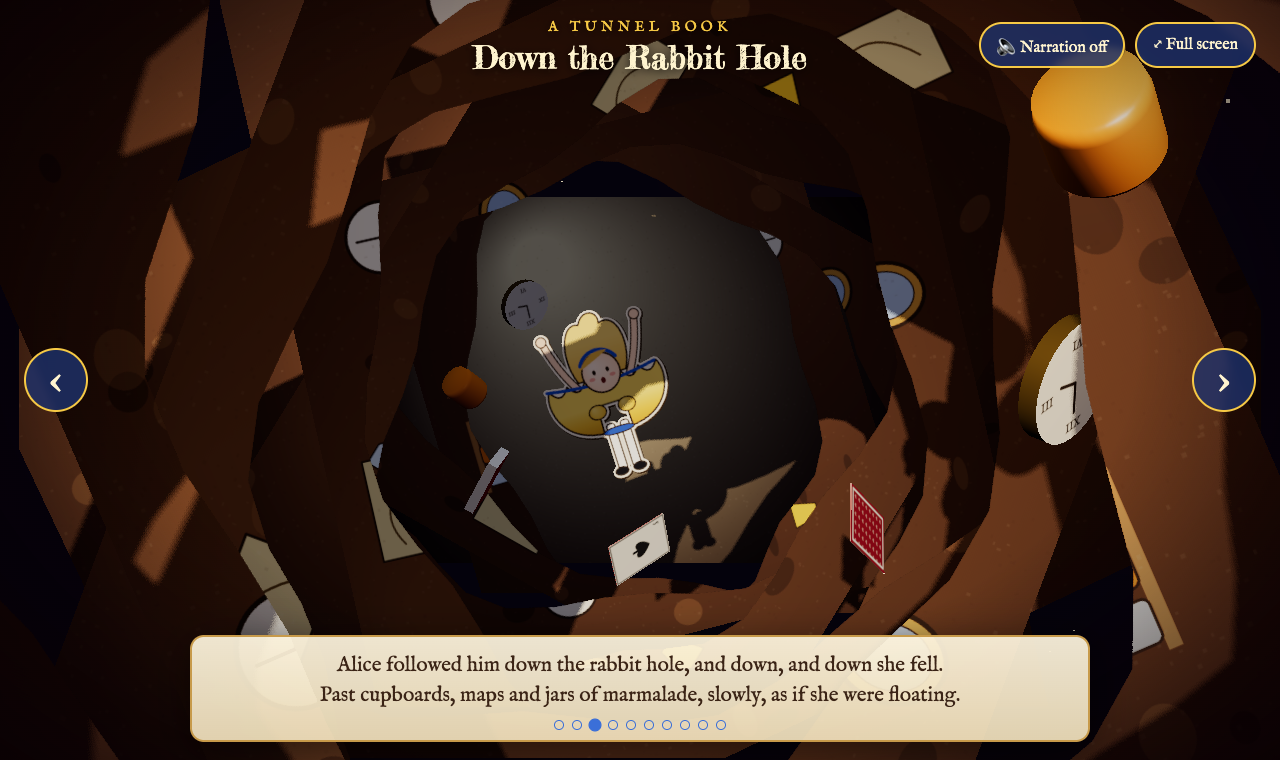 A TUNNEL BOOK
Down the Rabbit Hole
Narration off
Full screen
Alice followed him down the rabbit hole, and down, and down she fell.
Past cupboards, maps and jars of marmalade, slowly, as if she were floating.
III